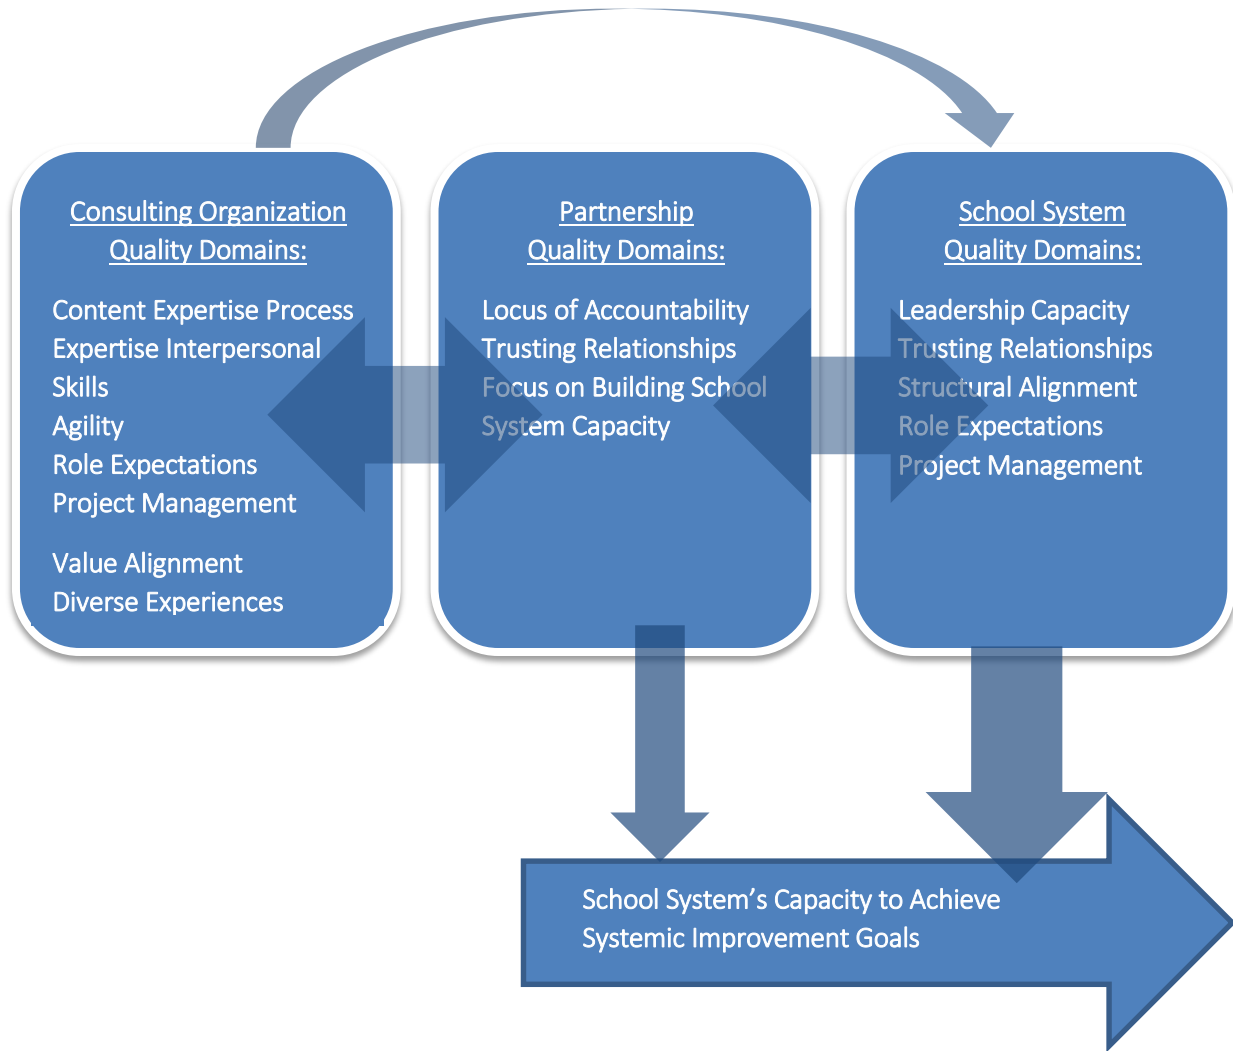 Consulting Organization
Quality Domains:
Content Expertise Process
Expertise Interpersonal
Skills
Agility
Role Expectations
Project Management
Value Alignment
Diverse Experiences
Partnership
Quality Domains:
Locus of Accountability
Trusting Relationships
Focus on Building School
System Capacity
School System
Quality Domains:
Leadership Capacity
Trusting Relationships
Structural Alignment
Role Expectations
Project Management
School System’s Capacity to Achieve
Systemic Improvement Goals